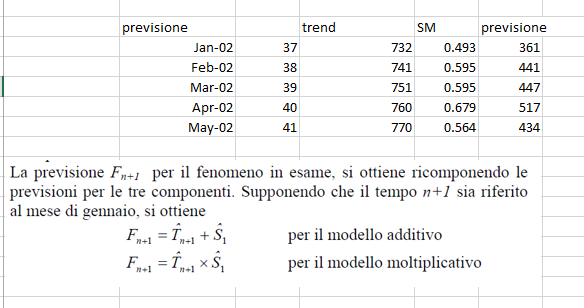 previsione trend SM previsione
Jan-02 37 732 0.493 361
Feb-02 38 741 0.595 441
Mar-02 39 751 0.595 447
Apr-02 40 760 0.679 517
May-02 41 770 0.564 434
La previsione Fn+1 per il fenomeno in esame, si ottiene ricomponendo le
previsioni per le tre componenti. Supponendo che il tempo n+1 sia riferito
al mese di gennaio, si ottiene
F̂n+1 = T̂n+1 + Ŝ1 per il modello additivo
F̂n+1 = T̂n+1 × Ŝ1 per il modello moltiplicativo